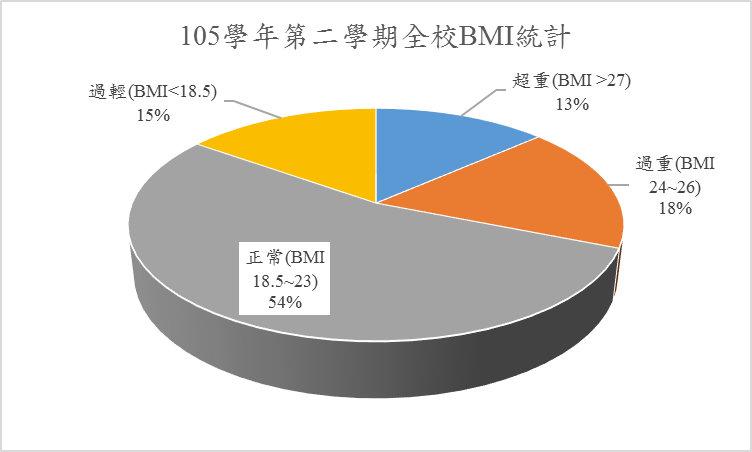 105學年第二學期全校BMI統計
過輕(BMI<18.5)
15%
超重(BMI >27)
13%
過重(BMI
24~26)
18%
正常(BMI
18.5~23)
54%